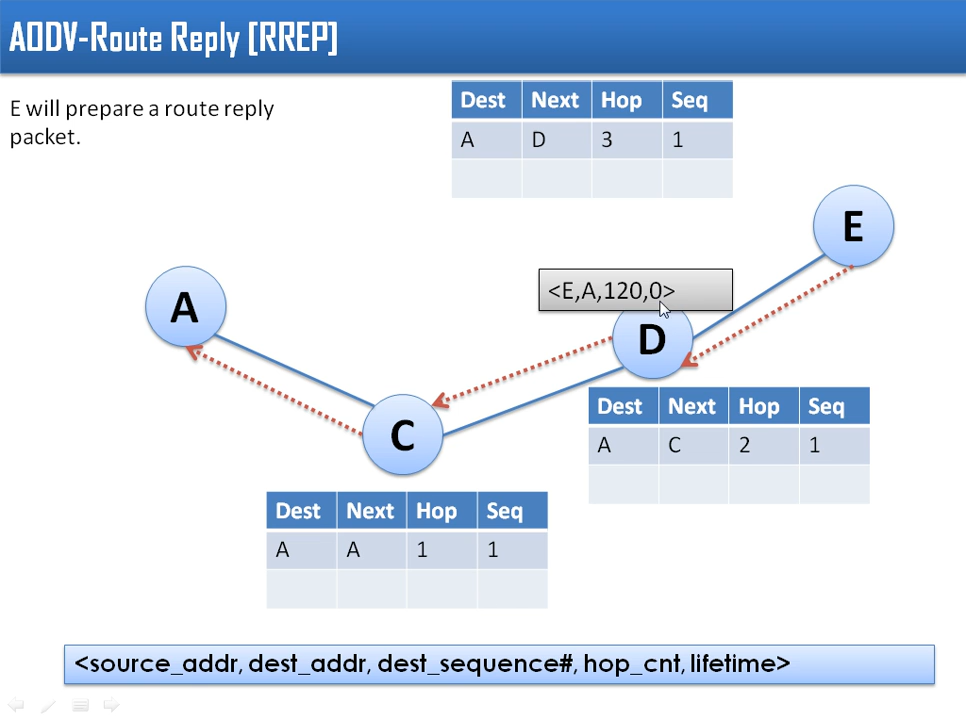 AODV-Route Reply [RREP]
E will prepare a route reply
packet.
Dest Next Hop Seq
A D 3 1
E
<E,A,120,0>
A
D
Dest Next Hop Seq
A C 2 1
C
Dest Next Hop Seq
A A 1 1
<source_addr, dest_addr, dest_sequence#, hop_cnt, lifetime>